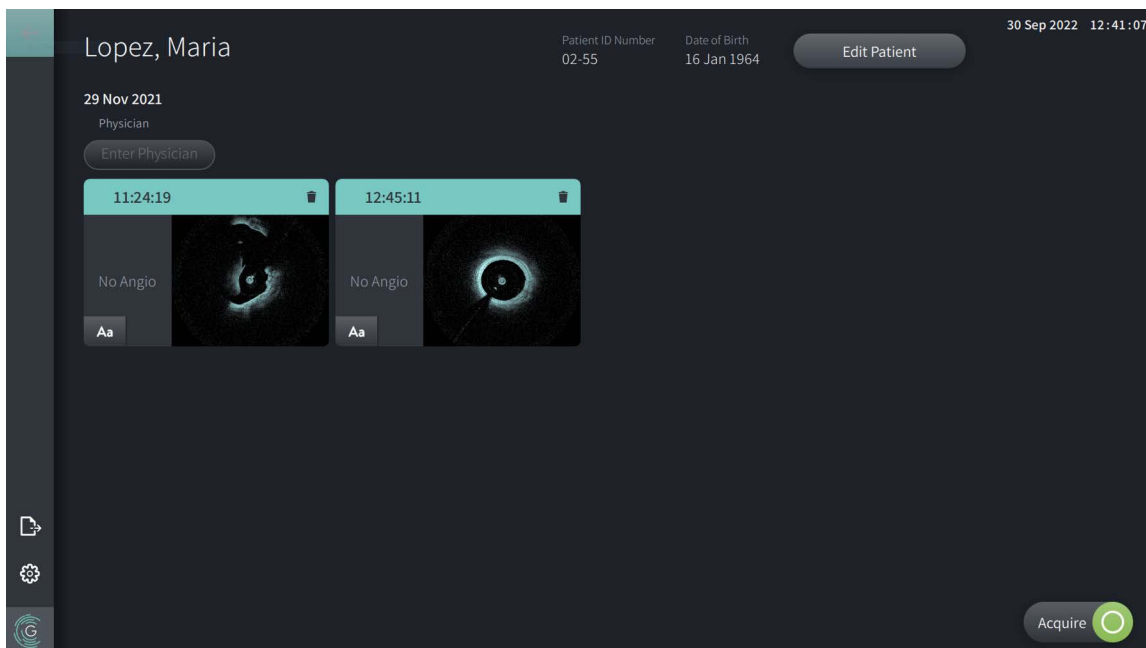 30 Sep 2022 12:41:07
Lopez, Maria
Patient ID Number
02-55
Date of Birth
16 Jan 1964
Edit Patient
29 Nov 2021
Physician
Enter Physician
11:24:19
No Angio
Aa
12:45:11
No Angio
Aa
G
Acquire